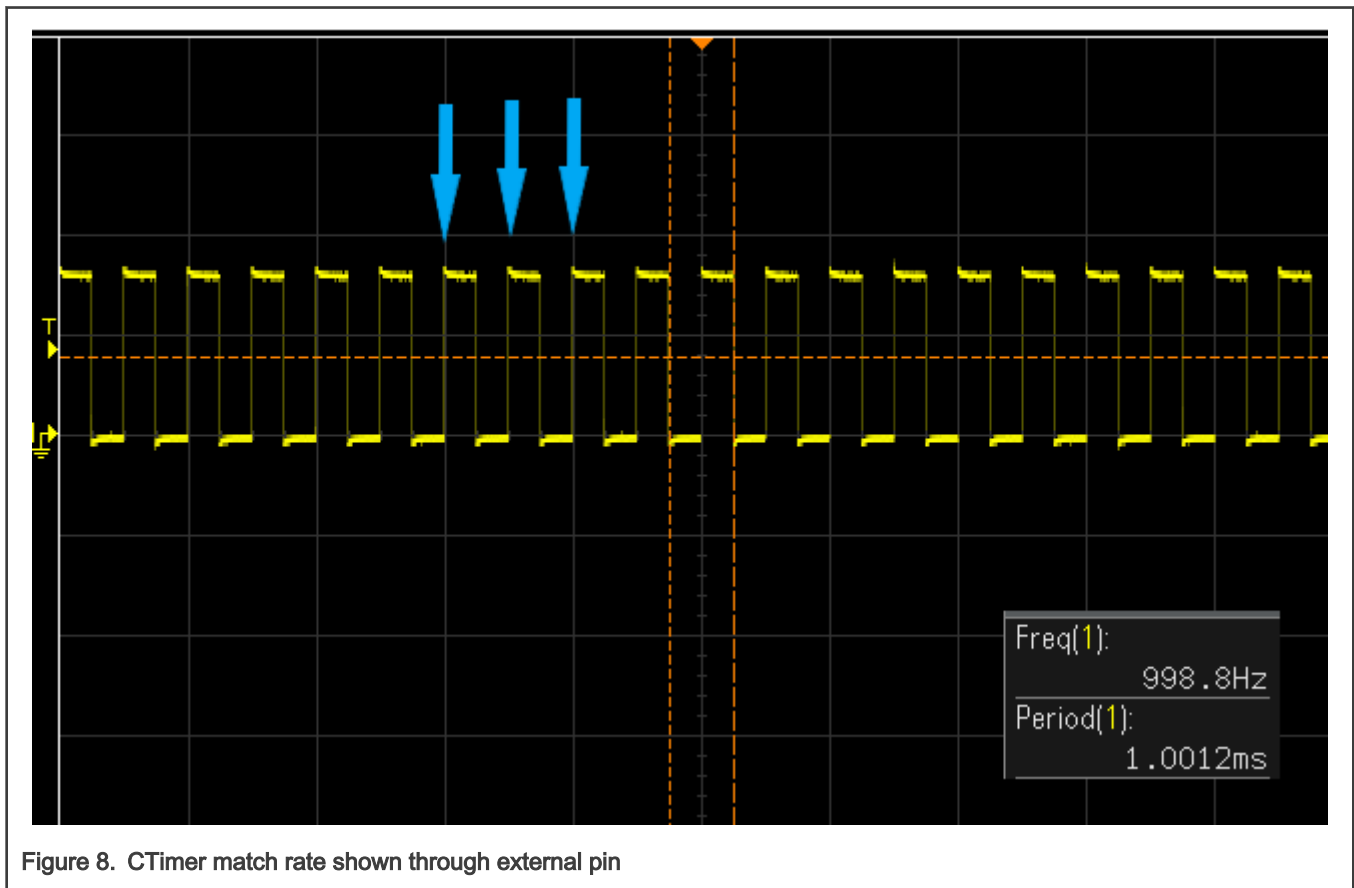 T
Freq(1):
998.8Hz
Period(1):
1.0012ms
Figure 8. CTimer match rate shown through external pin